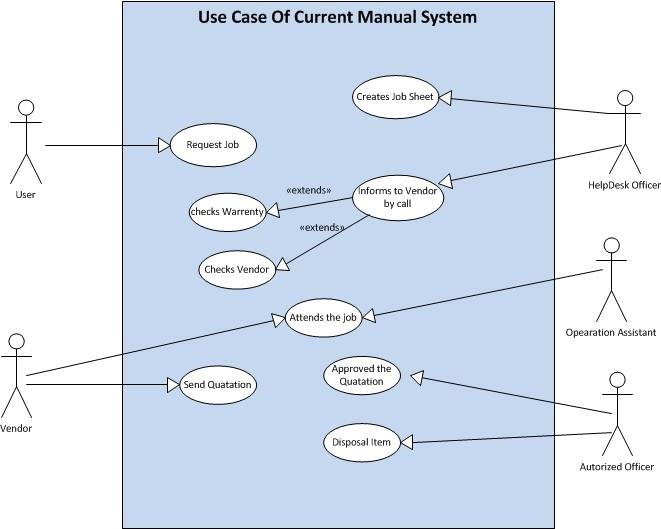 Use Case Of Current Manual System
Creates Job Sheet
Request Job
User
HelpDesk Officer
«extends»
Informs to Vendor
by call
checks Warrenty
«extends»
Checks Vendor
Attends the job
Opearation Assistant
Approved the
Quatation
Send Quatation
Vendor
Disposal Item
Autorized Officer